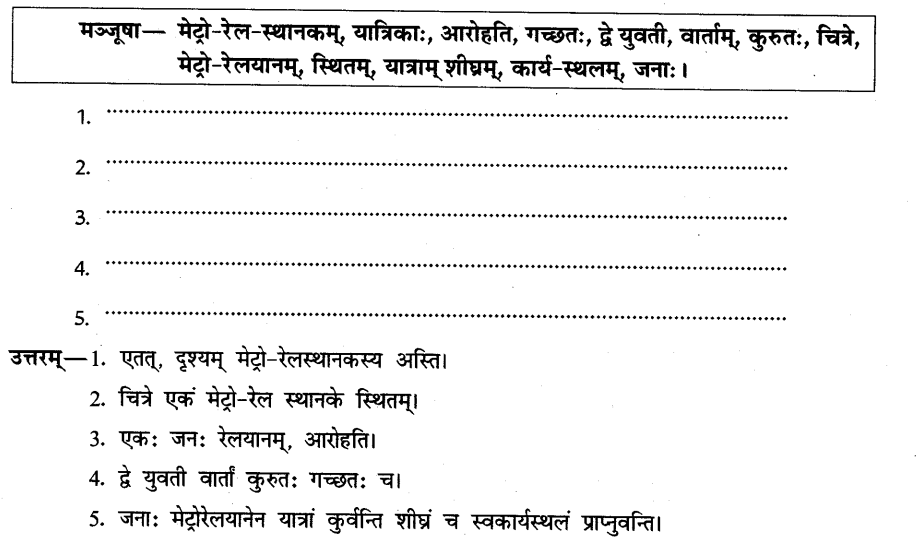 मञ्जूषा— मेट्रो-रेल-स्थानकम्, यात्रिकाः, आरोहति, गच्छतः, द्वे युवती, वार्ताम्, कुरुतः, चित्रे,
मेट्रो-रेलयानम्, स्थितम्, यात्राम् शीघ्रम्, कार्य-स्थलम्, जनाः।
1. ........................................
2. ........................................
3. ........................................
4. ........................................
5. ........................................
उत्तरम्—1. एतत्, दृश्यम् मेट्रो-रेलस्थानकस्य अस्ति।
2. चित्रे एकं मेट्रो-रेल स्थानके स्थितम्।
3. एकः जनः रेलयानम्, आरोहति।
4. द्वे युवती वार्तां कुरुतः गच्छतः च।
5. जनाः मेट्रोरेलयानेन यात्रां कुर्वन्ति शीघ्रं च स्वकार्यस्थलं प्राप्नुवन्ति।